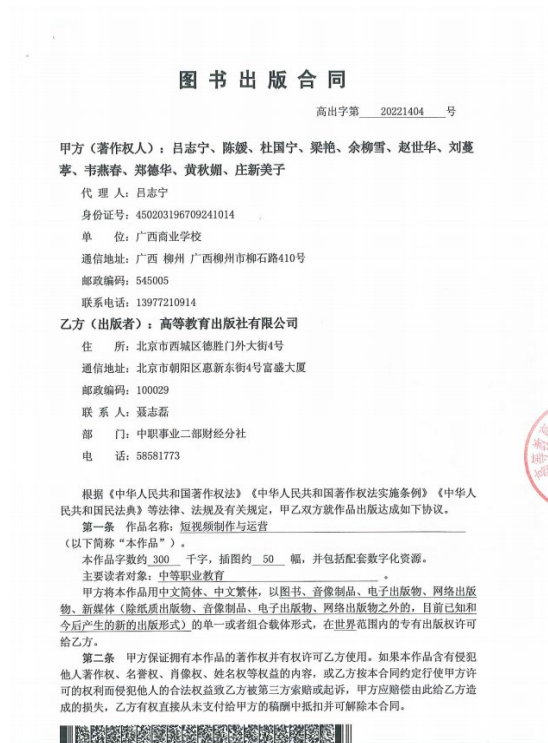 图书出版合同
高出字第 20221404 号
甲方（著作权人）：吕志宁、陈媛、杜国宁、梁艳、余柳雪、赵世华、刘蔓
葶、韦燕春、郑德华、黄秋媚、庄新美子
代 理 人：吕志宁
身份证号：450203196709241014
单 位：广西商业学校
通信地址：广西 柳州 广西柳州市柳石路410号
邮政编码：545005
联系电话：13977210914
乙方（出版者）：高等教育出版社有限公司
住 所：北京市西城区德胜门外大街4号
通信地址：北京市朝阳区惠新东街4号富盛大厦
邮政编码：100029
联 系 人：聂志磊
部 门：中职事业二部财经分社
电 话：58581773
根据《中华人民共和国著作权法》《中华人民共和国著作权法实施条例》《中华人
民共和国民法典》等法律、法规及有关规定，甲乙双方就作品出版达成如下协议。
第一条 作品名称：短视频制作与运营
（以下简称“本作品”）。
本作品字数约 300 千字，插图约 50 幅，并包括配套数字化资源。
主要读者对象：中等职业教育 。
甲方将本作品用中文简体、中文繁体，以图书、音像制品、电子出版物、网络出版
物、新媒体（除纸质出版物、音像制品、电子出版物、网络出版物之外的，目前已知和
今后产生的新的出版形式）的单一或者组合载体形式，在世界范围内的专有出版权许可
给乙方。
第二条 甲方保证拥有本作品的著作权并有权许可乙方使用。如果本作品含有侵犯
他人著作权、名誉权、肖像权、姓名权等权益的内容，或乙方按本合同约定行使甲方许
可的权利而侵犯他人的合法权益致乙方被第三方索赔或起诉，甲方应赔偿由此给乙方造
成的损失，乙方有权直接从未支付给甲方的稿酬中抵扣并可解除本合同。